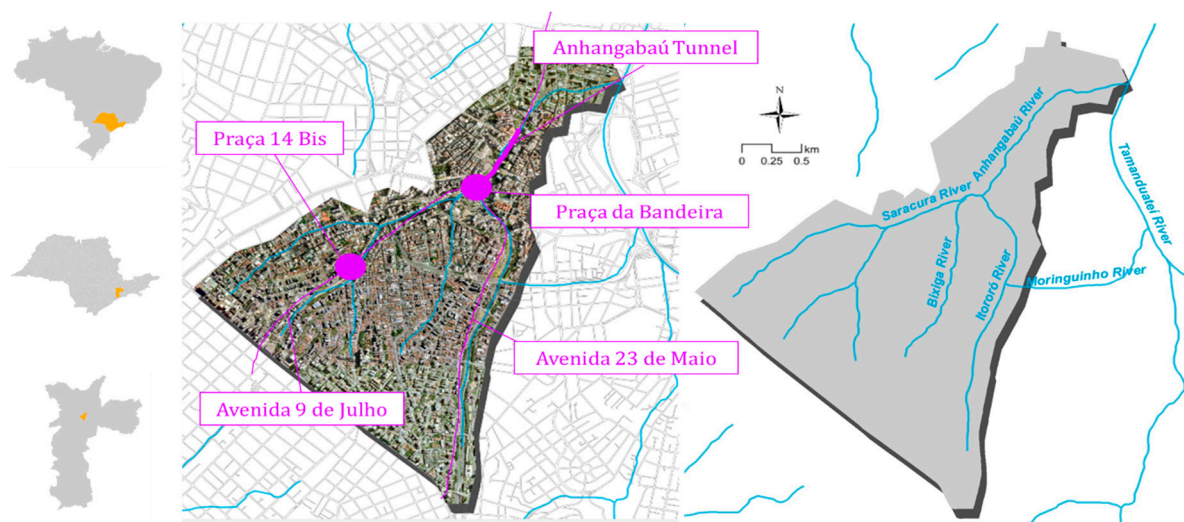 Anhangabaú Tunnel
Praça 14 Bis
Praça da Bandeira
Avenida 23 de Maio
Avenida 9 de Julho
N
km
0 0.25 0.5
Anhangabaú River
Saracura River
Tamanduateí River
Bixiga River
Itororó River
Moringuinho River